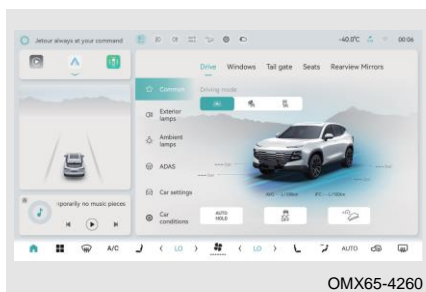 Jetour always at your command
-40.0℃
00:06
Drive Windows Tail gate Seats Rearview Mirrors
Common
Driving mode
Exterior
lamps
Ambient
lamps
ADAS
Car settings
Car
conditions
AUTO
HOLD
porarily no music pieces
A/C
LO
LO
AUTO
OMX65-4260